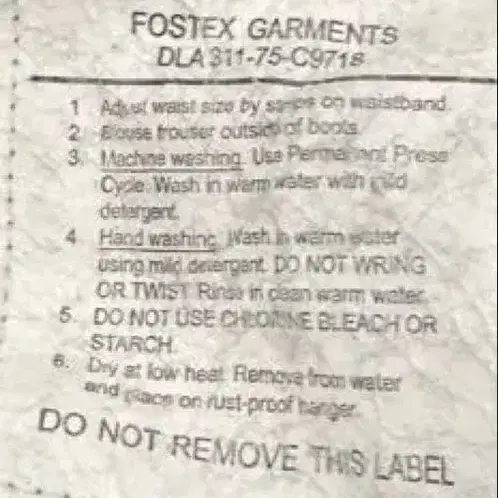 FOSTEX GARMENTS
DLA 311-75-C9718
1 Adjust waist size by straps on waistband.
2 Blouse trouser outside of boots.
3. Machine washing. Use Permanent Press
Cycle. Wash in warm water with mild
detergent.
4 Hand washing. Wash in warm water
using mild detergent. DO NOT WRING
OR TWIST. Rinse in clean warm water.
5. DO NOT USE CHLORINE BLEACH OR
STARCH
6. Dry at low heat. Remove from water
and place on rust-proof hanger.
DO NOT REMOVE THIS LABEL